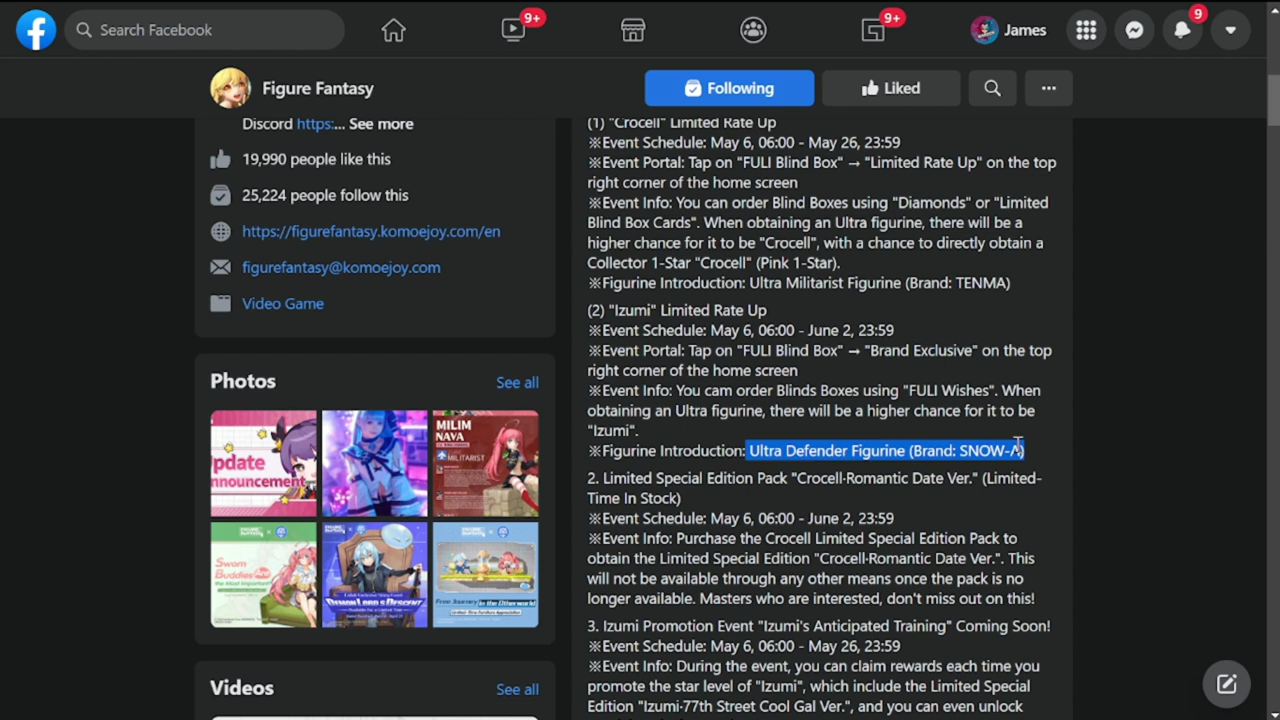 Search Facebook
9+
9+
James
9
Figure Fantasy
Following
Liked
Discord https:... See more
19,990 people like this
25,224 people follow this
https://figurefantasy.komoejoy.com/en
figurefantasy@komoejoy.com
Video Game
Photos
See all
Update
announcement
MILIM
NAVA
MILITARIST
Sworn
Buddies
the Most Important!
DEMON LORD'S DESCENT
Free Journey in the Otherworld
Videos
See all
(1) "Crocell" Limited Rate Up
※Event Schedule: May 6, 06:00 - May 26, 23:59
※Event Portal: Tap on "FULI Blind Box" → "Limited Rate Up" on the top
right corner of the home screen
※Event Info: You can order Blind Boxes using "Diamonds" or "Limited
Blind Box Cards". When obtaining an Ultra figurine, there will be a
higher chance for it to be "Crocell", with a chance to directly obtain a
Collector 1-Star "Crocell" (Pink 1-Star).
※Figurine Introduction: Ultra Militarist Figurine (Brand: TENMA)
(2) "Izumi" Limited Rate Up
※Event Schedule: May 6, 06:00 - June 2, 23:59
※Event Portal: Tap on "FULI Blind Box" → "Brand Exclusive" on the top
right corner of the home screen
※Event Info: You cam order Blinds Boxes using "FULI Wishes". When
obtaining an Ultra figurine, there will be a higher chance for it to be
"Izumi".
※Figurine Introduction: Ultra Defender Figurine (Brand: SNOW-A)
2. Limited Special Edition Pack "Crocell·Romantic Date Ver." (Limited-
Time In Stock)
※Event Schedule: May 6, 06:00 - June 2, 23:59
※Event Info: Purchase the Crocell Limited Special Edition Pack to
obtain the Limited Special Edition "Crocell·Romantic Date Ver.". This
will not be available through any other means once the pack is no
longer available. Masters who are interested, don't miss out on this!
3. Izumi Promotion Event "Izumi's Anticipated Training" Coming Soon!
※Event Schedule: May 6, 06:00 - May 26, 23:59
※Event Info: During the event, you can claim rewards each time you
promote the star level of "Izumi", which include the Limited Special
Edition "Izumi·77th Street Cool Gal Ver.", and you can even unlock